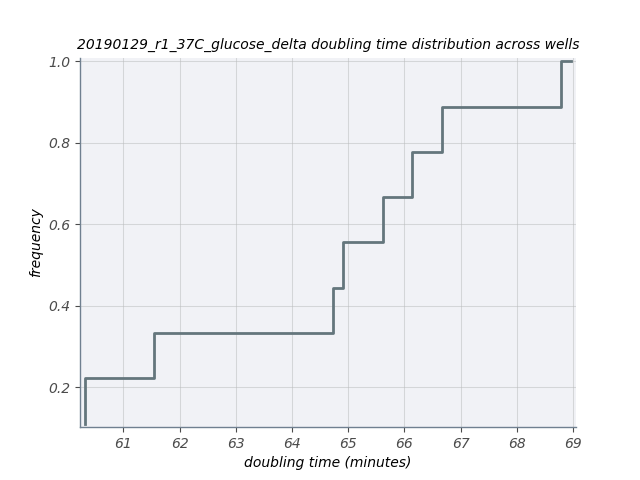 20190129_r1_37C_glucose_delta doubling time distribution across wells
1.0
0.8
0.6
0.4
0.2
frequency
61 62 63 64 65 66 67 68 69
doubling time (minutes)